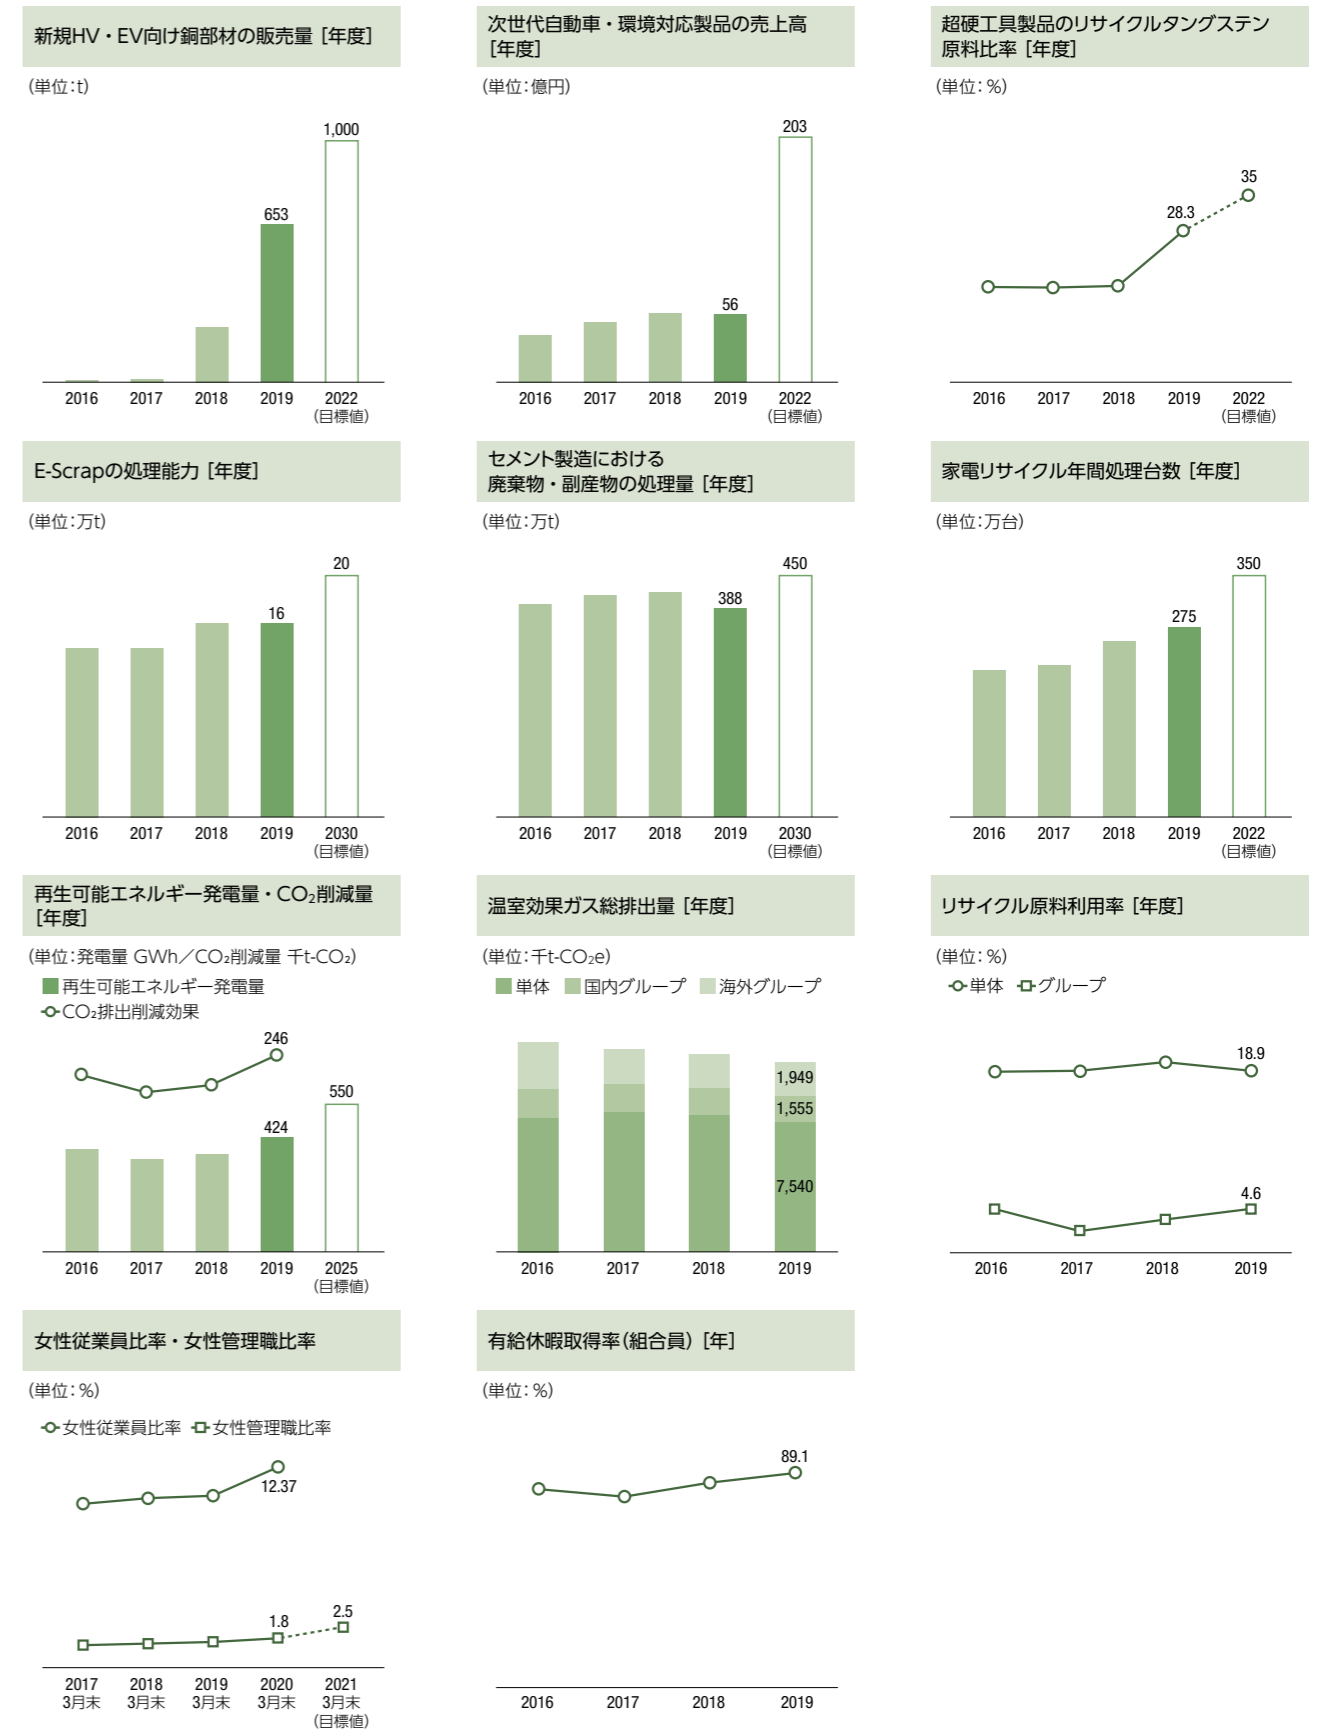 新規HV・EV向け銅部材の販売量［年度］
（単位：t）
1,000
653
2016 2017 2018 2019 2022
（目標値）
次世代自動車・環境対応製品の売上高
［年度］
（単位：億円）
203
56
2016 2017 2018 2019 2022
（目標値）
超硬工具製品のリサイクルタングステン
原料比率［年度］
（単位：％）
35
28.3
2016 2017 2018 2019 2022
（目標値）
E-Scrapの処理能力［年度］
（単位：万t）
20
16
2016 2017 2018 2019 2030
（目標値）
セメント製造における
廃棄物・副産物の処理量［年度］
（単位：万t）
450
388
2016 2017 2018 2019 2030
（目標値）
家電リサイクル年間処理台数［年度］
（単位：万台）
350
275
2016 2017 2018 2019 2022
（目標値）
再生可能エネルギー発電量・CO₂削減量
［年度］
（単位：発電量 GWh／CO₂削減量 千t-CO₂）
再生可能エネルギー発電量
CO₂排出削減効果
246
550
424
2016 2017 2018 2019 2025
（目標値）
温室効果ガス総排出量［年度］
（単位：千t-CO₂e）
単体 国内グループ 海外グループ
1,949
1,555
7,540
2016 2017 2018 2019
リサイクル原料利用率［年度］
（単位：％）
単体 グループ
18.9
4.6
2016 2017 2018 2019
女性従業員比率・女性管理職比率
（単位：％）
女性従業員比率 女性管理職比率
12.37
2.5
1.8
2017 2018 2019 2020 2021
3月末 3月末 3月末 3月末 3月末
（目標値）
有給休暇取得率（組合員）［年］
（単位：％）
89.1
2016 2017 2018 2019